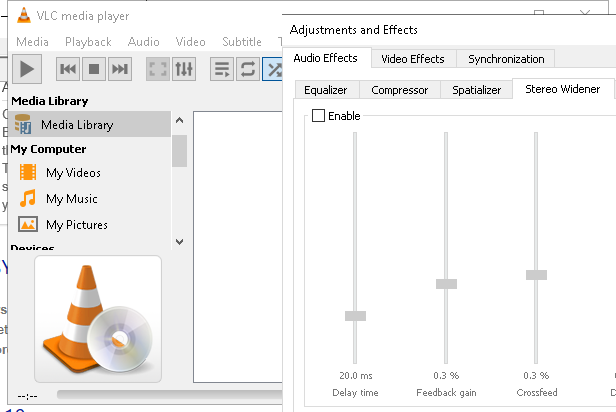 VLC media player
Media Playback Audio Video Subtitle
Media Library
Media Library
My Computer
My Videos
My Music
My Pictures
Devices
--:--
Adjustments and Effects
Audio Effects Video Effects Synchronization
Equalizer Compressor Spatializer Stereo Widener
Enable
20.0 ms 0.3 % 0.3 %
Delay time Feedback gain Crossfeed